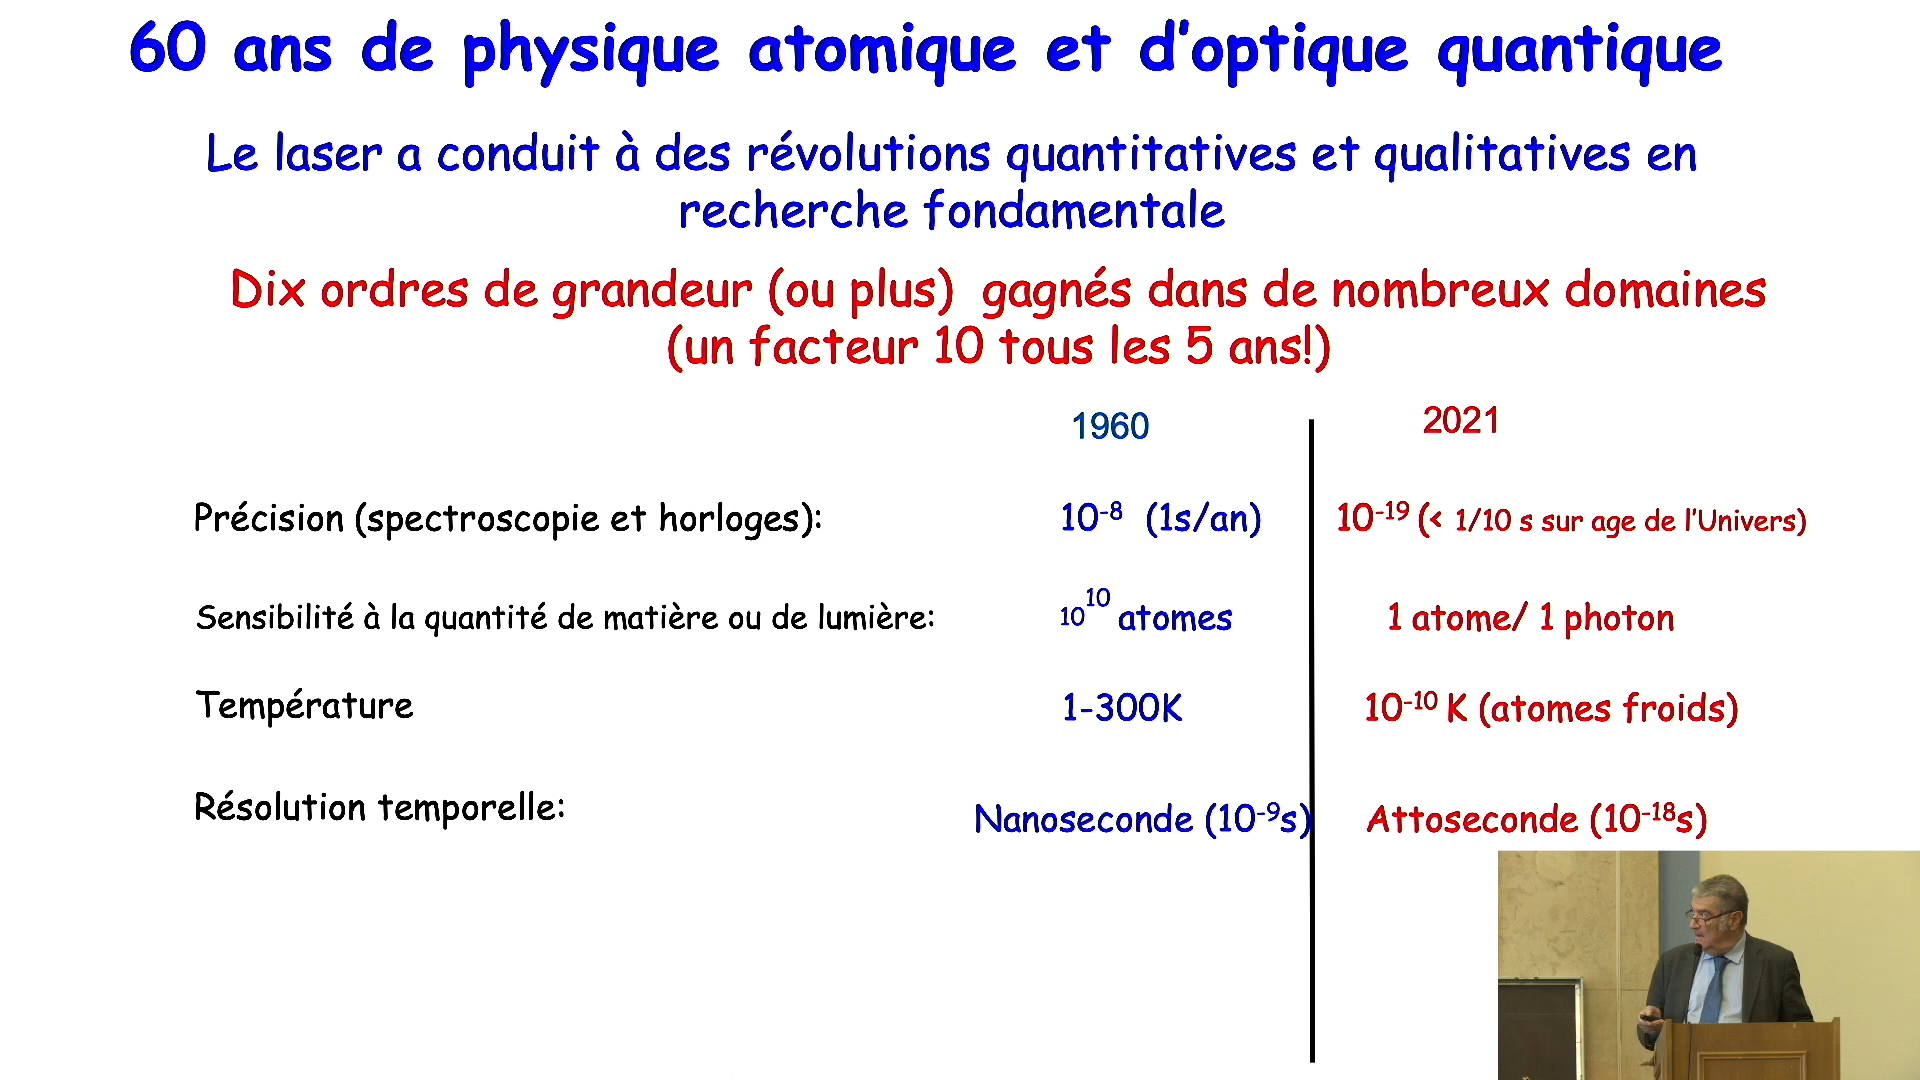 60 ans de physique atomique et d'optique quantique
Le laser a conduit à des révolutions quantitatives et qualitatives en
recherche fondamentale
Dix ordres de grandeur (ou plus) gagnés dans de nombreux domaines
(un facteur 10 tous les 5 ans!)
1960 2021
Précision (spectroscopie et horloges): 10⁻⁸ (1s/an) 10⁻¹⁹ (< 1/10 s sur age de l'Univers)
Sensibilité à la quantité de matière ou de lumière: 10¹⁰ atomes 1 atome/ 1 photon
Température 1-300K 10⁻¹⁰ K (atomes froids)
Résolution temporelle: Nanoseconde (10⁻⁹s) Attoseconde (10⁻¹⁸s)